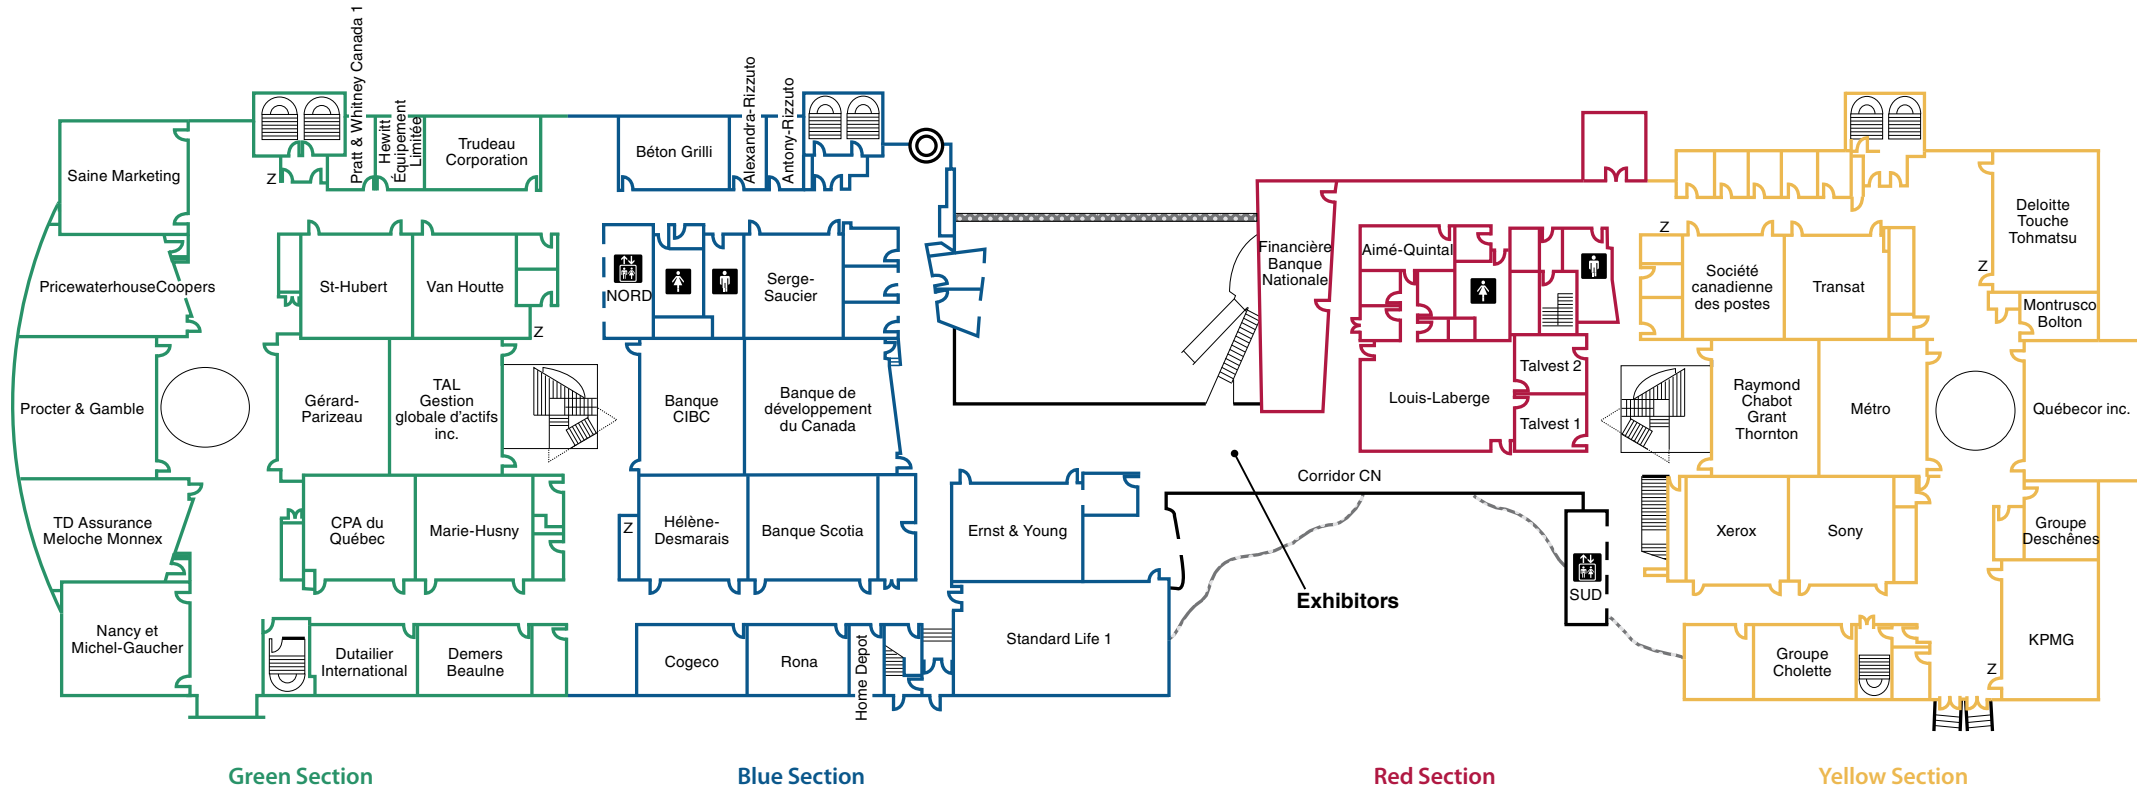 Pratt & Whitney Canada 1
Hewitt
Équipement
Limitée
Trudeau
Corporation
Béton Grilli
Alexandra-Rizzuto
Antony-Rizzuto
Saine Marketing
Z
PricewaterhouseCoopers
St-Hubert
Van Houtte
Z
NORD
Serge-
Saucier
Financière
Banque
Nationale
Aimé-Quintal
Z
Société
canadienne
des postes
Transat
Deloitte
Touche
Tohmatsu
Z
Montrusco
Bolton
Procter & Gamble
Gérard-
Parizeau
TAL
Gestion
globale d'actifs
inc.
Banque
CIBC
Banque de
développement
du Canada
Louis-Laberge
Talvest 2
Talvest 1
Raymond
Chabot
Grant
Thornton
Métro
Québecor inc.
TD Assurance
Meloche Monnex
CPA du
Québec
Marie-Husny
Z
Hélène-
Desmarais
Banque Scotia
Ernst & Young
Corridor CN
Exhibitors
SUD
Xerox
Sony
Groupe
Deschênes
Nancy et
Michel-Gaucher
Dutailier
International
Demers
Beaulne
Cogeco
Rona
Home Depot
Standard Life 1
Groupe
Cholette
Z
KPMG
Green Section
Blue Section
Red Section
Yellow Section